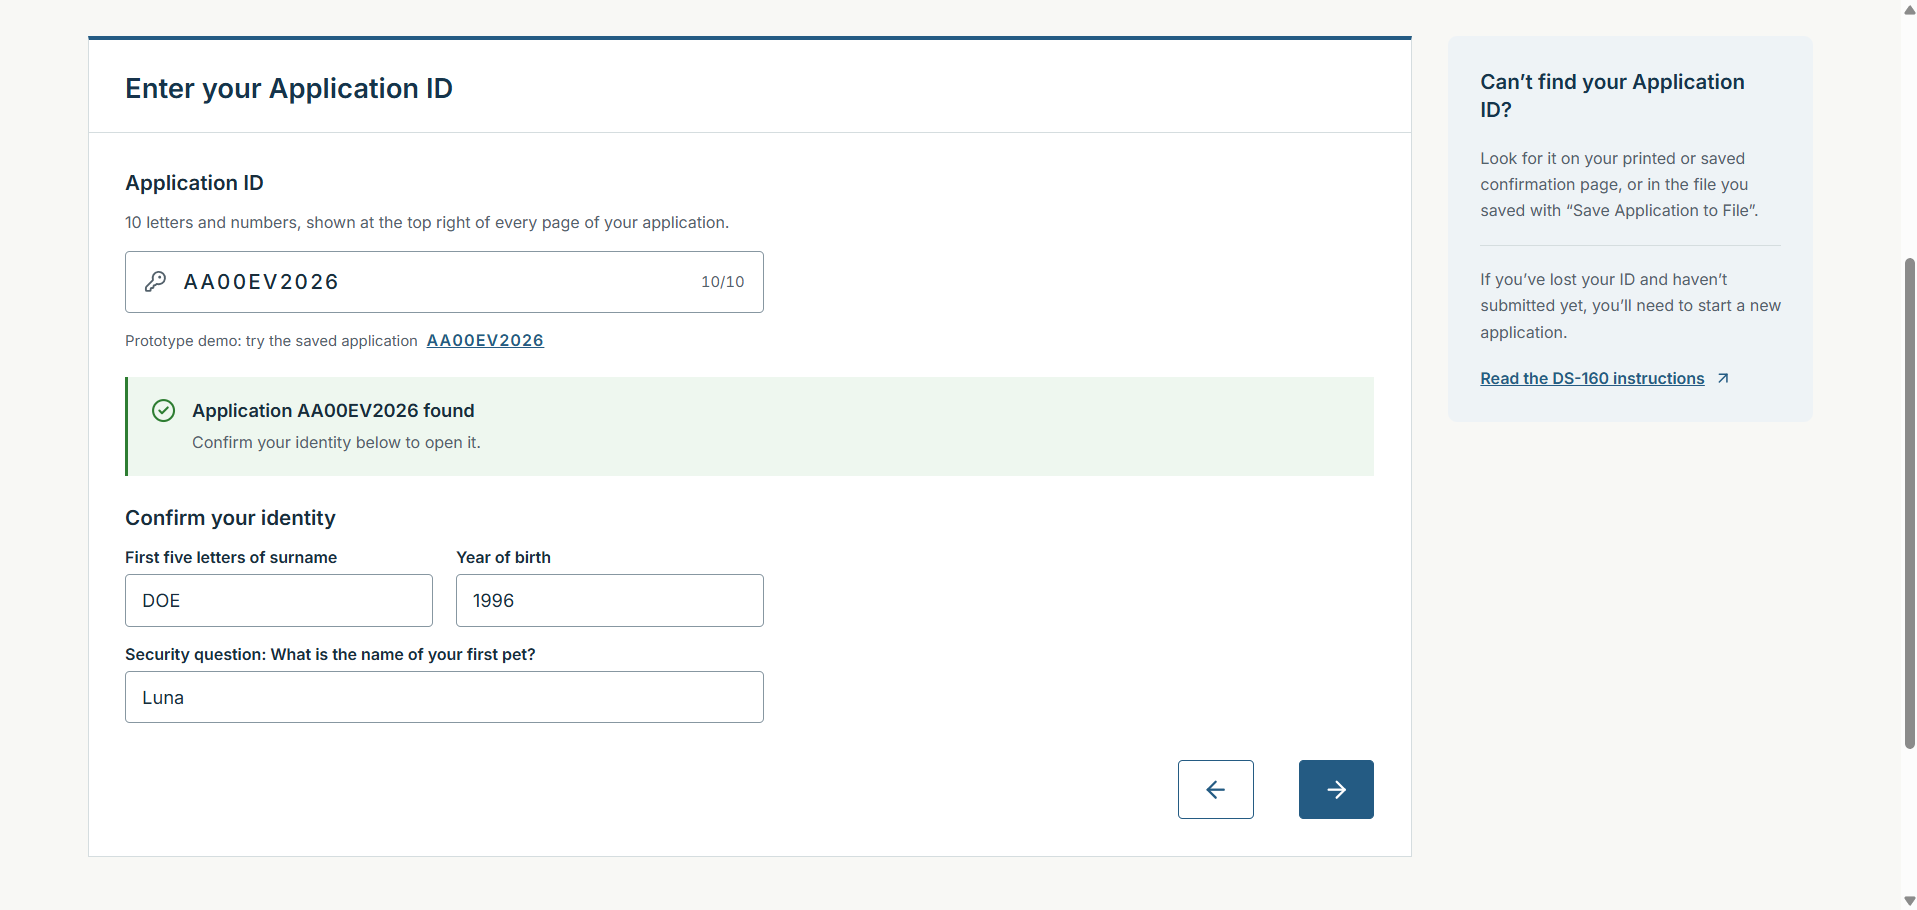 Enter your Application ID
Application ID
10 letters and numbers, shown at the top right of every page of your application.
AA00EV2026
10/10
Prototype demo: try the saved application AA00EV2026
Application AA00EV2026 found
Confirm your identity below to open it.
Confirm your identity
First five letters of surname
Year of birth
DOE
1996
Security question: What is the name of your first pet?
Luna
Can’t find your Application
ID?
Look for it on your printed or saved
confirmation page, or in the file you
saved with “Save Application to File”.
If you’ve lost your ID and haven’t
submitted yet, you’ll need to start a new
application.
Read the DS-160 instructions